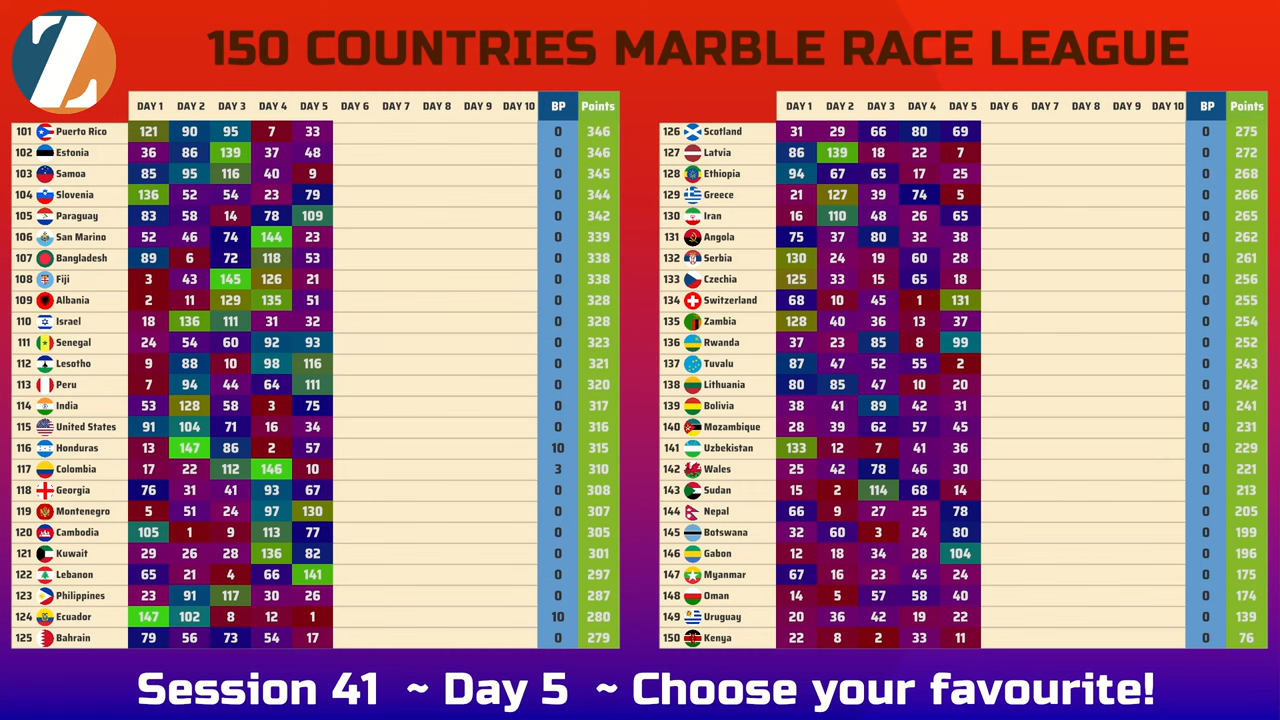 Z
150 COUNTRIES MARBLE RACE LEAGUE
DAY 1 DAY 2 DAY 3 DAY 4 DAY 5 DAY 6 DAY 7 DAY 8 DAY 9 DAY 10 BP Points
101 Puerto Rico 121 90 95 7 33 0 346
102 Estonia 36 86 139 37 48 0 346
103 Samoa 85 95 116 40 9 0 345
104 Slovenia 136 52 54 23 79 0 344
105 Paraguay 83 58 14 78 109 0 342
106 San Marino 52 46 74 144 23 0 339
107 Bangladesh 89 6 72 118 53 0 338
108 Fiji 3 43 145 126 21 0 338
109 Albania 2 11 129 135 51 0 328
110 Israel 18 136 111 31 32 0 328
111 Senegal 24 54 60 92 93 0 323
112 Lesotho 9 88 10 98 116 0 321
113 Peru 7 94 44 64 111 0 320
114 India 53 128 58 3 75 0 317
115 United States 91 104 71 16 34 0 316
116 Honduras 13 147 86 2 57 10 315
117 Colombia 17 22 112 146 10 3 310
118 Georgia 76 31 41 93 67 0 308
119 Montenegro 5 51 24 97 130 0 307
120 Cambodia 105 1 9 113 77 0 305
121 Kuwait 29 26 28 136 82 0 301
122 Lebanon 65 21 4 66 141 0 297
123 Philippines 23 91 117 30 26 0 287
124 Ecuador 147 102 8 12 1 10 280
125 Bahrain 79 56 73 54 17 0 279
DAY 1 DAY 2 DAY 3 DAY 4 DAY 5 DAY 6 DAY 7 DAY 8 DAY 9 DAY 10 BP Points
126 Scotland 31 29 66 80 69 0 275
127 Latvia 86 139 18 22 7 0 272
128 Ethiopia 94 67 65 17 25 0 268
129 Greece 21 127 39 74 5 0 266
130 Iran 16 110 48 26 65 0 265
131 Angola 75 37 80 32 38 0 262
132 Serbia 130 24 19 60 28 0 261
133 Czechia 125 33 15 65 18 0 256
134 Switzerland 68 10 45 1 131 0 255
135 Zambia 128 40 36 13 37 0 254
136 Rwanda 37 23 85 8 99 0 252
137 Tuvalu 87 47 52 55 2 0 243
138 Lithuania 80 85 47 10 20 0 242
139 Bolivia 38 41 89 42 31 0 241
140 Mozambique 28 39 62 57 45 0 231
141 Uzbekistan 133 12 7 41 36 0 229
142 Wales 25 42 78 46 30 0 221
143 Sudan 15 2 114 68 14 0 213
144 Nepal 66 9 27 25 78 0 205
145 Botswana 32 60 3 24 80 0 199
146 Gabon 12 18 34 28 104 0 196
147 Myanmar 67 16 23 45 24 0 175
148 Oman 14 5 57 58 40 0 174
149 Uruguay 20 36 42 19 22 0 139
150 Kenya 22 8 2 33 11 0 76
Session 41 ~ Day 5 ~ Choose your favourite!